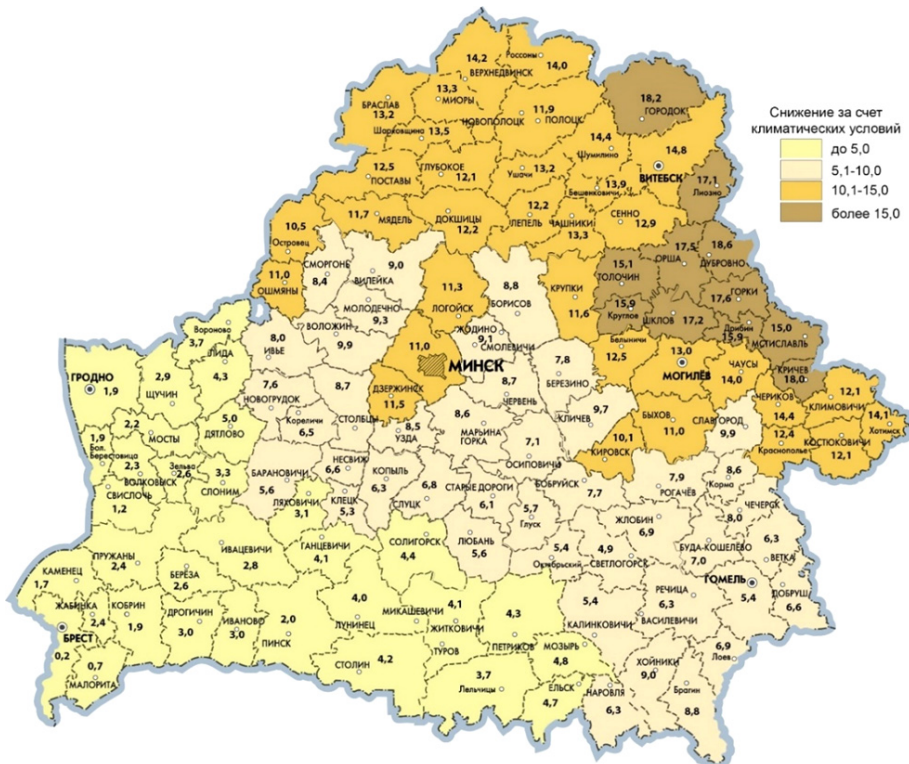 Снижение за счет
климатических условий
до 5,0
5,1-10,0
10,1-15,0
более 15,0
14,2
ВЕРХНЕДВИНСК
Россоны
14,0
БРАСЛАВ
13,2
13,3
МИОРЫ
НОВОПОЛОЦК
11,9
ПОЛОЦК
18,2
ГОРОДОК
Шарковщина
13,5
14,4
Шумилино
14,8
ВИТЕБСК
12,5
ПОСТАВЫ
ГЛУБОКОЕ
12,1
Ушачи
13,2
Бешенковичи
13,9
17,1
Лиозно
11,7
МЯДЕЛЬ
ДОКШИЦЫ
12,2
12,2
ЛЕПЕЛЬ
ЧАШНИКИ
13,3
СЕННО
12,9
10,5
Островец
11,0
ОШМЯНЫ
СМОРГОНЬ
8,4
9,0
ВИЛЕЙКА
МОЛОДЕЧНО
9,3
11,3
ЛОГОЙСК
8,8
БОРИСОВ
КРУПКИ
11,6
15,1
ТОЛОЧИН
17,5
ОРША
18,6
ДУБРОВНО
15,9
Круглое
ШКЛОВ
17,2
17,6
ГОРКИ
Дрибин
15,9
15,0
МСТИСЛАВЛЬ
Вороново
3,7
ЛИДА
4,3
8,0
ИВЬЕ
ВОЛОЖИН
9,9
ЖОДИНО
9,1
СМОЛЕВИЧИ
11,0
МИНСК
Белыничи
12,5
13,0
МОГИЛЁВ
ЧАУСЫ
14,0
КРИЧЕВ
18,0
ГРОДНО
1,9
2,9
ЩУЧИН
7,6
НОВОГРУДОК
8,7
СТОЛБЦЫ
ДЗЕРЖИНСК
11,5
8,7
ЧЕРВЕНЬ
7,8
БЕРЕЗИНО
9,7
КЛИЧЕВ
ЧЕРИКОВ
14,4
12,1
КЛИМОВИЧИ
14,1
Хотимск
2,2
МОСТЫ
5,0
ДЯТЛОВО
Кореличи
6,5
8,5
УЗДА
8,6
МАРЬИНА
ГОРКА
10,1
КИРОВСК
БЫХОВ
11,0
СЛАВГОРОД
9,9
12,4
Краснополье
КОСТЮКОВИЧИ
12,1
1,9
Бол.
Берестовица
2,3
ВОЛКОВЫСК
Зельва
2,6
3,3
СЛОНИМ
СВИСЛОЧЬ
1,2
БАРАНОВИЧИ
5,6
НЕСВИЖ
6,6
КЛЕЦК
5,3
КОПЫЛЬ
6,3
6,8
СЛУЦК
7,1
ОСИПОВИЧИ
СТАРЫЕ ДОРОГИ
6,1
5,7
Глуск
БОБРУЙСК
7,7
7,9
РОГАЧЁВ
8,6
Корма
ЧЕЧЕРСК
8,0
ЛЯХОВИЧИ
3,1
СОЛИГОРСК
4,4
ЛЮБАНЬ
5,6
ЖЛОБИН
6,9
БУДА-КОШЕЛЁВО
7,0
6,3
ВЕТКА
ИВАЦЕВИЧИ
2,8
ГАНЦЕВИЧИ
4,1
5,4
Октябрьский
4,9
СВЕТЛОГОРСК
ГОМЕЛЬ
5,4
ДОБРУШ
6,6
КАМЕНЕЦ
1,7
ПРУЖАНЫ
2,4
БЕРЁЗА
2,6
РЕЧИЦА
6,3
ВАСИЛЕВИЧИ
ЖАБИНКА
2,4
КОБРИН
1,9
ДРОГИЧИН
3,0
ИВАНОВО
3,0
2,0
ПИНСК
4,0
ЛУНИНЕЦ
МИКАШЕВИЧИ
4,1
ЖИТКОВИЧИ
ТУРОВ
4,3
ПЕТРИКОВ
5,4
КАЛИНКОВИЧИ
МОЗЫРЬ
4,8
БРЕСТ
0,2
0,7
МАЛОРИТА
СТОЛИН
4,2
3,7
Лельчицы
ЕЛЬСК
4,7
НАРОВЛЯ
6,3
ХОЙНИКИ
9,0
6,9
Лоев
Брагин
8,8